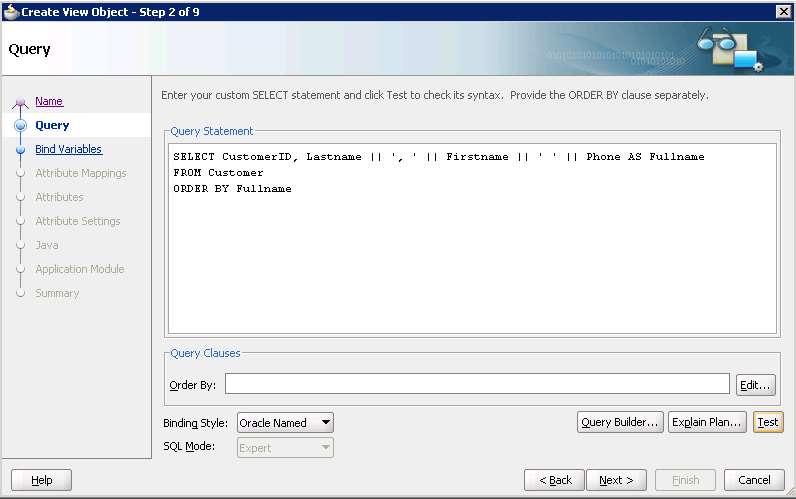 Create View Object - Step 2 of 9
Query
Name
Query
Bind Variables
Attribute Mappings
Attributes
Attribute Settings
Java
Application Module
Summary
Enter your custom SELECT statement and click Test to check its syntax. Provide the ORDER BY clause separately.
Query Statement
SELECT CustomerID, Lastname || ', ' || Firstname || ' ' || Phone AS Fullname
FROM Customer
ORDER BY Fullname
Query Clauses
Order By:
Edit...
Binding Style:
Oracle Named
Query Builder...
Explain Plan...
Test
SQL Mode:
Expert
Help
< Back
Next >
Finish
Cancel